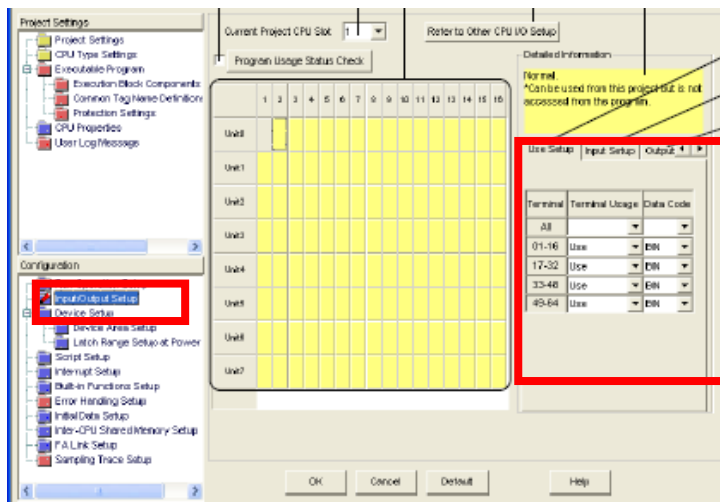 Project Settings
Project Settings
CPU Type Settings
Executable Program
Execution Block Components
Common Tag Name Definition
Protection Settings
CPU Properties
User Log Message
Configuration
Input/Output Setup
Device Setup
Device Area Setup
Latch Range Setup at Power
Script Setup
Interrupt Setup
Built-in Functions Setup
Error Handling Setup
Initial Data Setup
Inter-CPU Shared Memory Setup
FA Link Setup
Sampling Trace Setup
Current Project CPU Slot 1
Refer to Other CPU I/O Setup
Program Usage Status Check
1 2 3 4 5 6 7 8 9 10 11 12 13 14 15 16
Unit0
Unit1
Unit2
Unit3
Unit4
Unit5
Unit6
Unit7
Detailed Information
Normal.
*Can be used from this project but is not
accessed from the program.
Use Setup Input Setup Output
Terminal Terminal Usage Data Code
All
01-16 Use BIN
17-32 Use BIN
33-48 Use BIN
49-64 Use BIN
OK Cancel Default Help